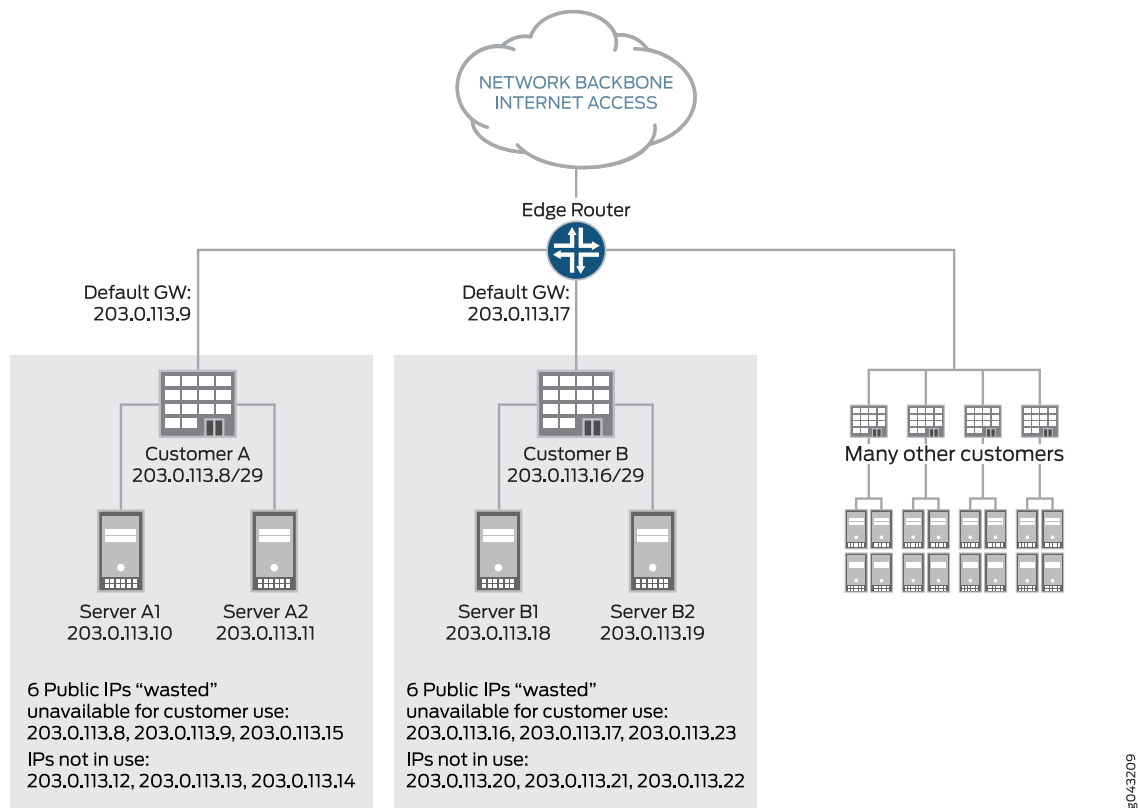 NETWORK BACKBONE
INTERNET ACCESS
Edge Router
Default GW:
203.0.113.9
Default GW:
203.0.113.17
Customer A
203.0.113.8/29
Customer B
203.0.113.16/29
Many other customers
Server A1
203.0.113.10
Server A2
203.0.113.11
Server B1
203.0.113.18
Server B2
203.0.113.19
6 Public IPs “wasted”
unavailable for customer use:
203.0.113.8, 203.0.113.9, 203.0.113.15
IPs not in use:
203.0.113.12, 203.0.113.13, 203.0.113.14
6 Public IPs “wasted”
unavailable for customer use:
203.0.113.16, 203.0.113.17, 203.0.113.23
IPs not in use:
203.0.113.20, 203.0.113.21, 203.0.113.22
g043209